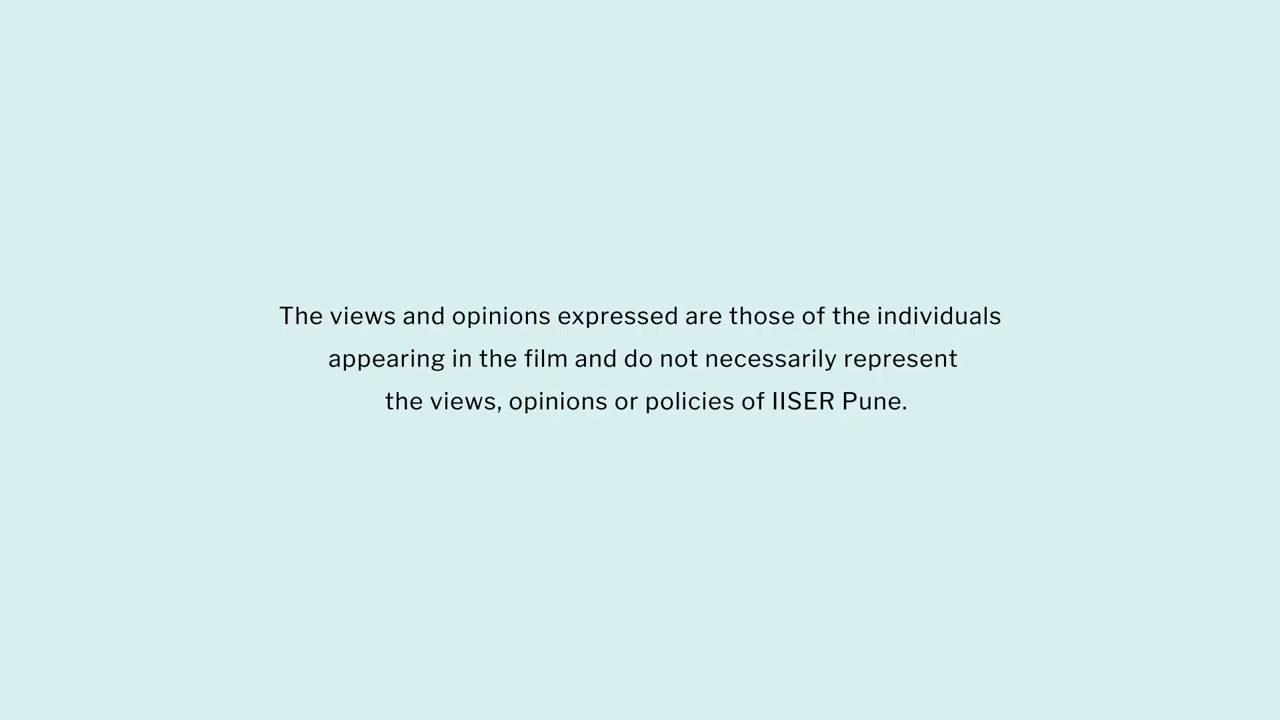 The views and opinions expressed are those of the individuals
appearing in the film and do not necessarily represent
the views, opinions or policies of IISER Pune.